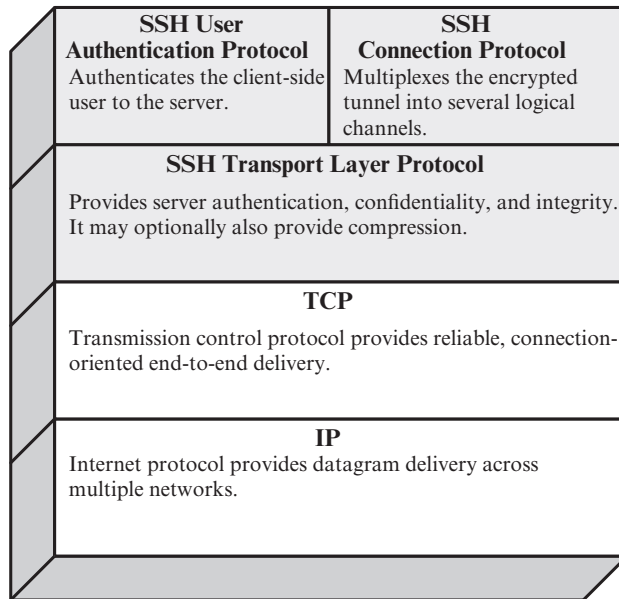 SSH User
Authentication Protocol
Authenticates the client-side
user to the server.
SSH
Connection Protocol
Multiplexes the encrypted
tunnel into several logical
channels.
SSH Transport Layer Protocol
Provides server authentication, confidentiality, and integrity.
It may optionally also provide compression.
TCP
Transmission control protocol provides reliable, connection-
oriented end-to-end delivery.
IP
Internet protocol provides datagram delivery across
multiple networks.